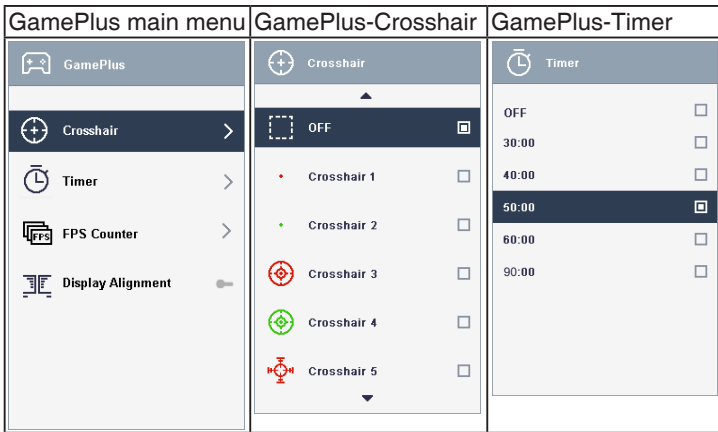 GamePlus main menu
GamePlus
Crosshair
Timer
FPS
FPS Counter
Display Alignment
GamePlus-Crosshair
Crosshair
OFF
Crosshair 1
Crosshair 2
Crosshair 3
Crosshair 4
Crosshair 5
GamePlus-Timer
Timer
OFF
30:00
40:00
50:00
60:00
90:00